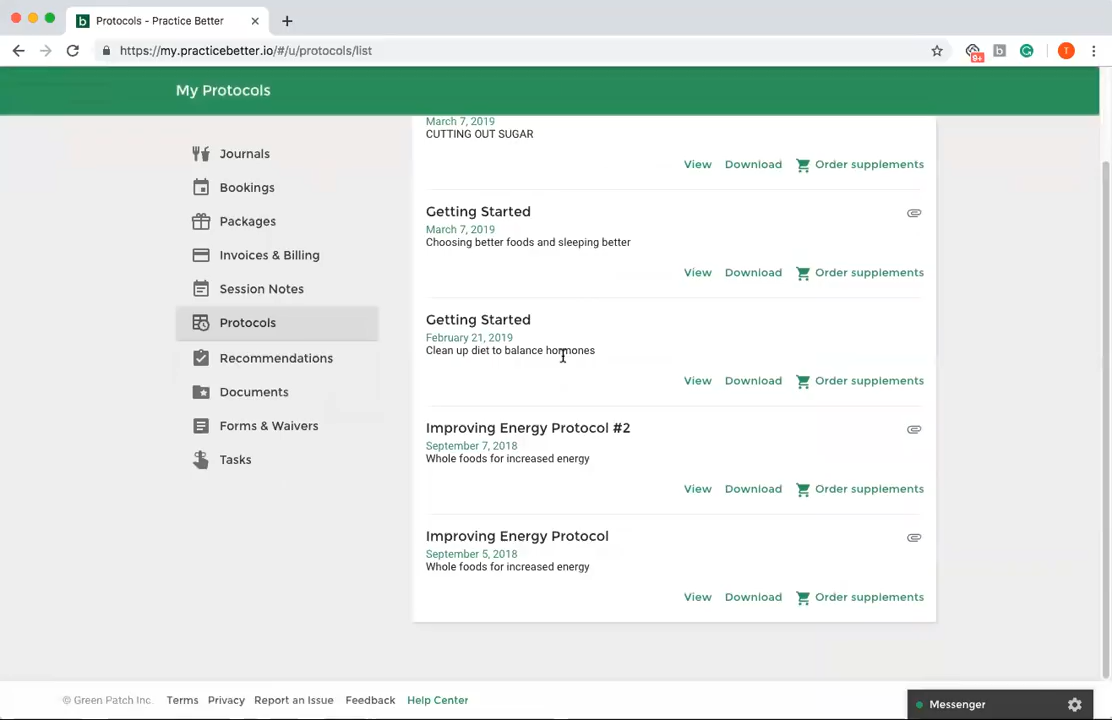 Protocols - Practice Better
https://my.practicebetter.io/#/u/protocols/list
9+
b
T
My Protocols
Journals
Bookings
Packages
Invoices & Billing
Session Notes
Protocols
Recommendations
Documents
Forms & Waivers
Tasks
March 7, 2019
CUTTING OUT SUGAR
View Download Order supplements
Getting Started
March 7, 2019
Choosing better foods and sleeping better
View Download Order supplements
Getting Started
February 21, 2019
Clean up diet to balance hormones
View Download Order supplements
Improving Energy Protocol #2
September 7, 2018
Whole foods for increased energy
View Download Order supplements
Improving Energy Protocol
September 5, 2018
Whole foods for increased energy
View Download Order supplements
© Green Patch Inc. Terms Privacy Report an Issue Feedback Help Center
Messenger